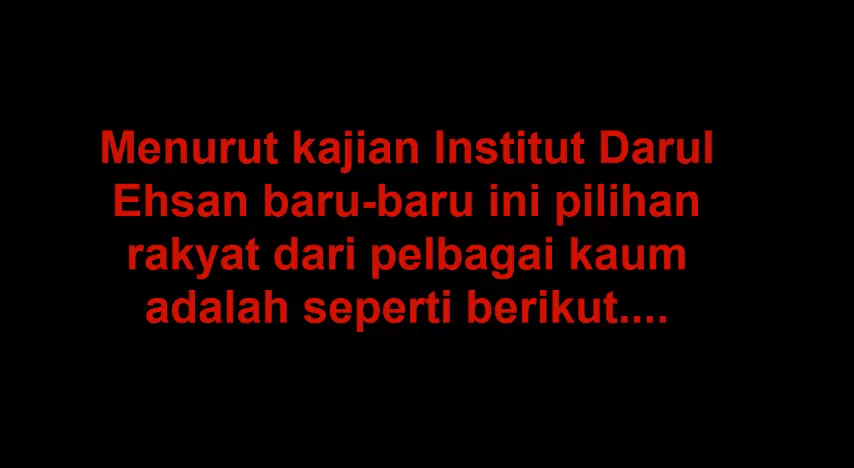 Menurut kajian Institut Darul
Ehsan baru-baru ini pilihan
rakyat dari pelbagai kaum
adalah seperti berikut....